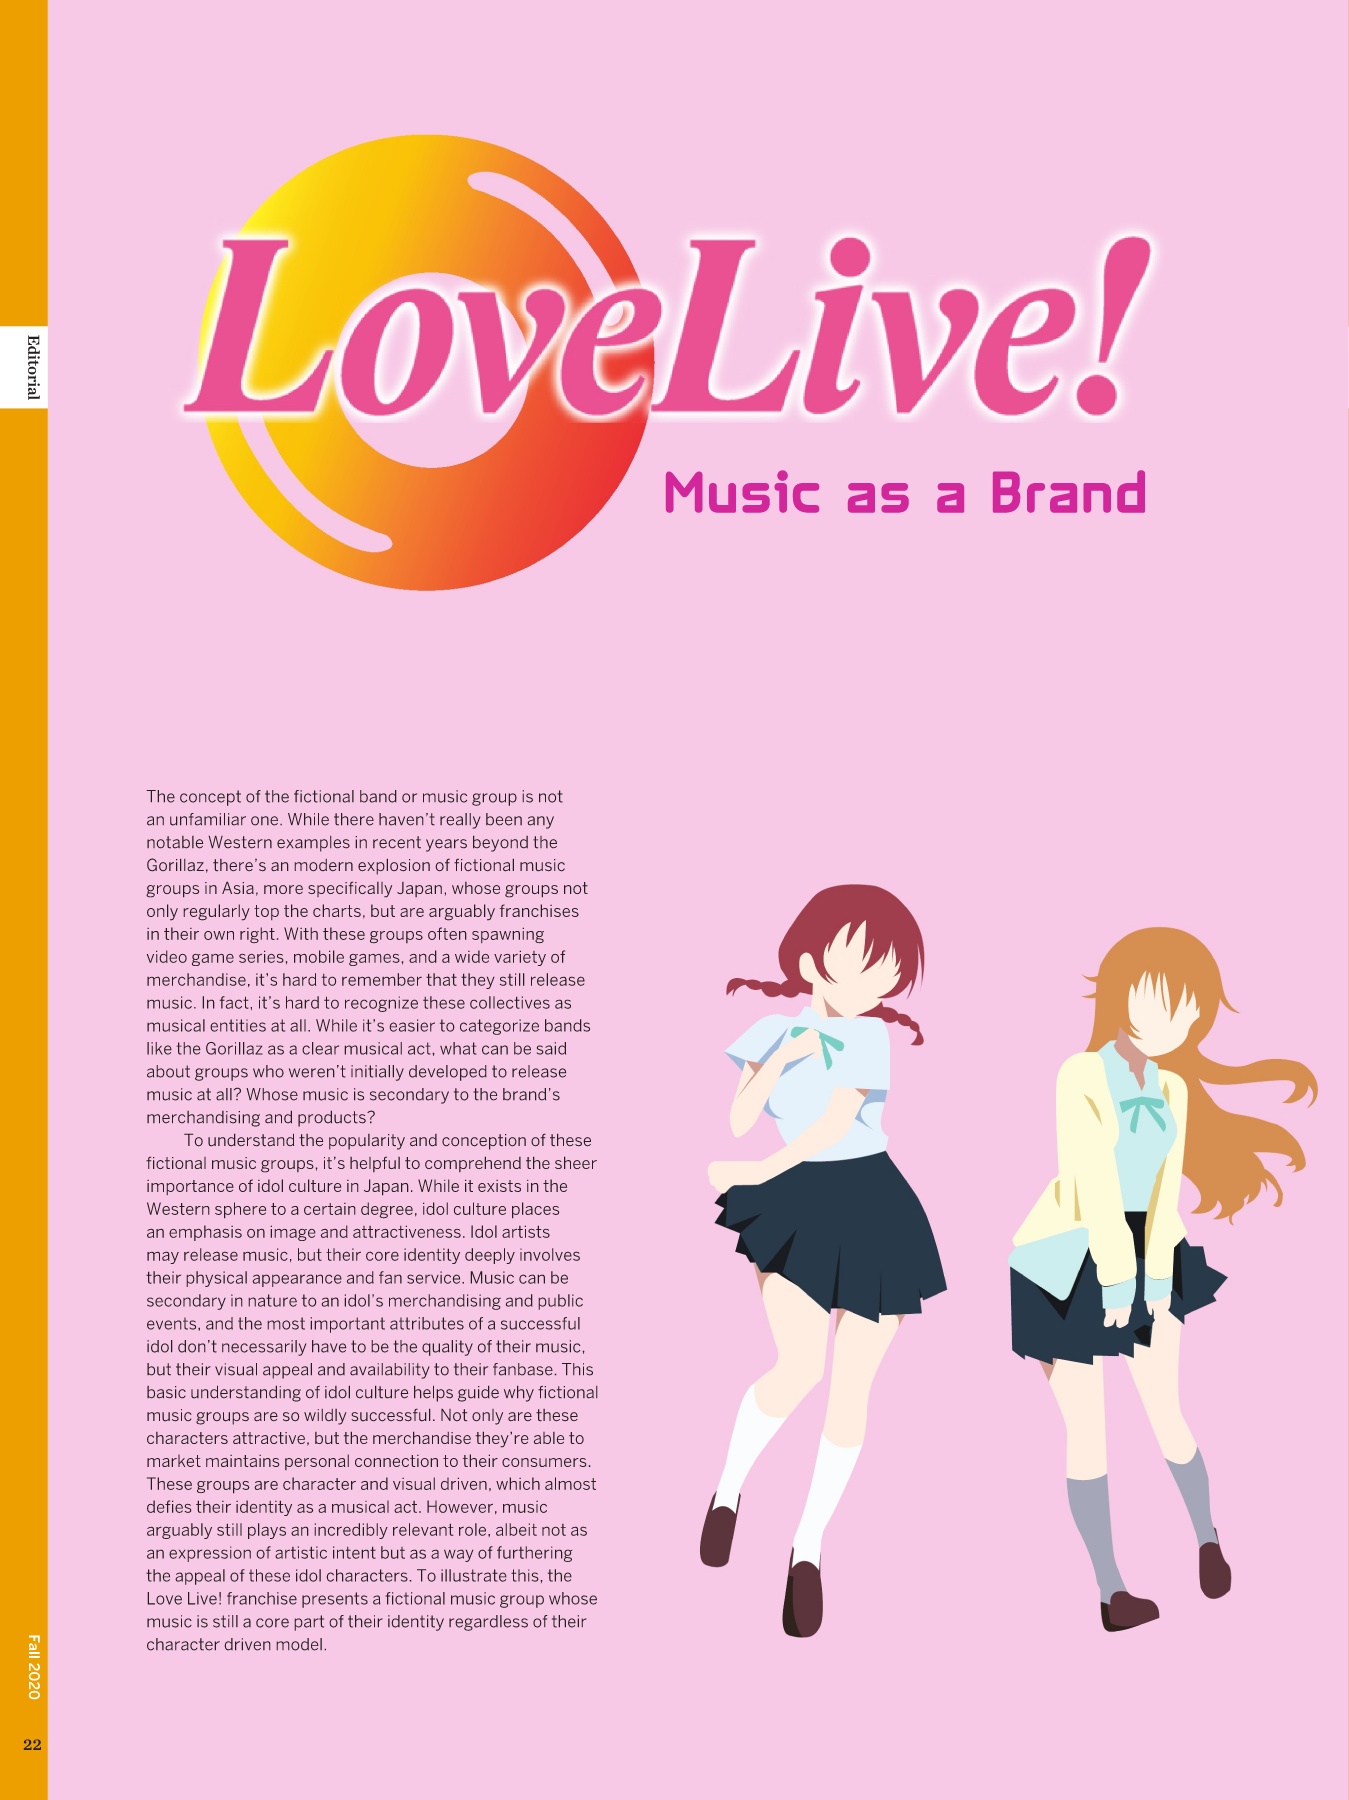 LoveLive!
Music as a Brand
Editorial
The concept of the fictional band or music group is not
an unfamiliar one. While there haven't really been any
notable Western examples in recent years beyond the
Gorillaz, there's an modern explosion of fictional music
groups in Asia, more specifically Japan, whose groups not
only regularly top the charts, but are arguably franchises
in their own right. With these groups often spawning
video game series, mobile games, and a wide variety of
merchandise, it's hard to remember that they still release
music. In fact, it's hard to recognize these collectives as
musical entities at all. While it's easier to categorize bands
like the Gorillaz as a clear musical act, what can be said
about groups who weren't initially developed to release
music at all? Whose music is secondary to the brand's
merchandising and products?
To understand the popularity and conception of these
fictional music groups, it's helpful to comprehend the sheer
importance of idol culture in Japan. While it exists in the
Western sphere to a certain degree, idol culture places
an emphasis on image and attractiveness. Idol artists
may release music, but their core identity deeply involves
their physical appearance and fan service. Music can be
secondary in nature to an idol's merchandising and public
events, and the most important attributes of a successful
idol don't necessarily have to be the quality of their music,
but their visual appeal and availability to their fanbase. This
basic understanding of idol culture helps guide why fictional
music groups are so wildly successful. Not only are these
characters attractive, but the merchandise they're able to
market maintains personal connection to their consumers.
These groups are character and visual driven, which almost
defies their identity as a musical act. However, music
arguably still plays an incredibly relevant role, albeit not as
an expression of artistic intent but as a way of furthering
the appeal of these idol characters. To illustrate this, the
Love Live! franchise presents a fictional music group whose
music is still a core part of their identity regardless of their
character driven model.
Fall 2020
22